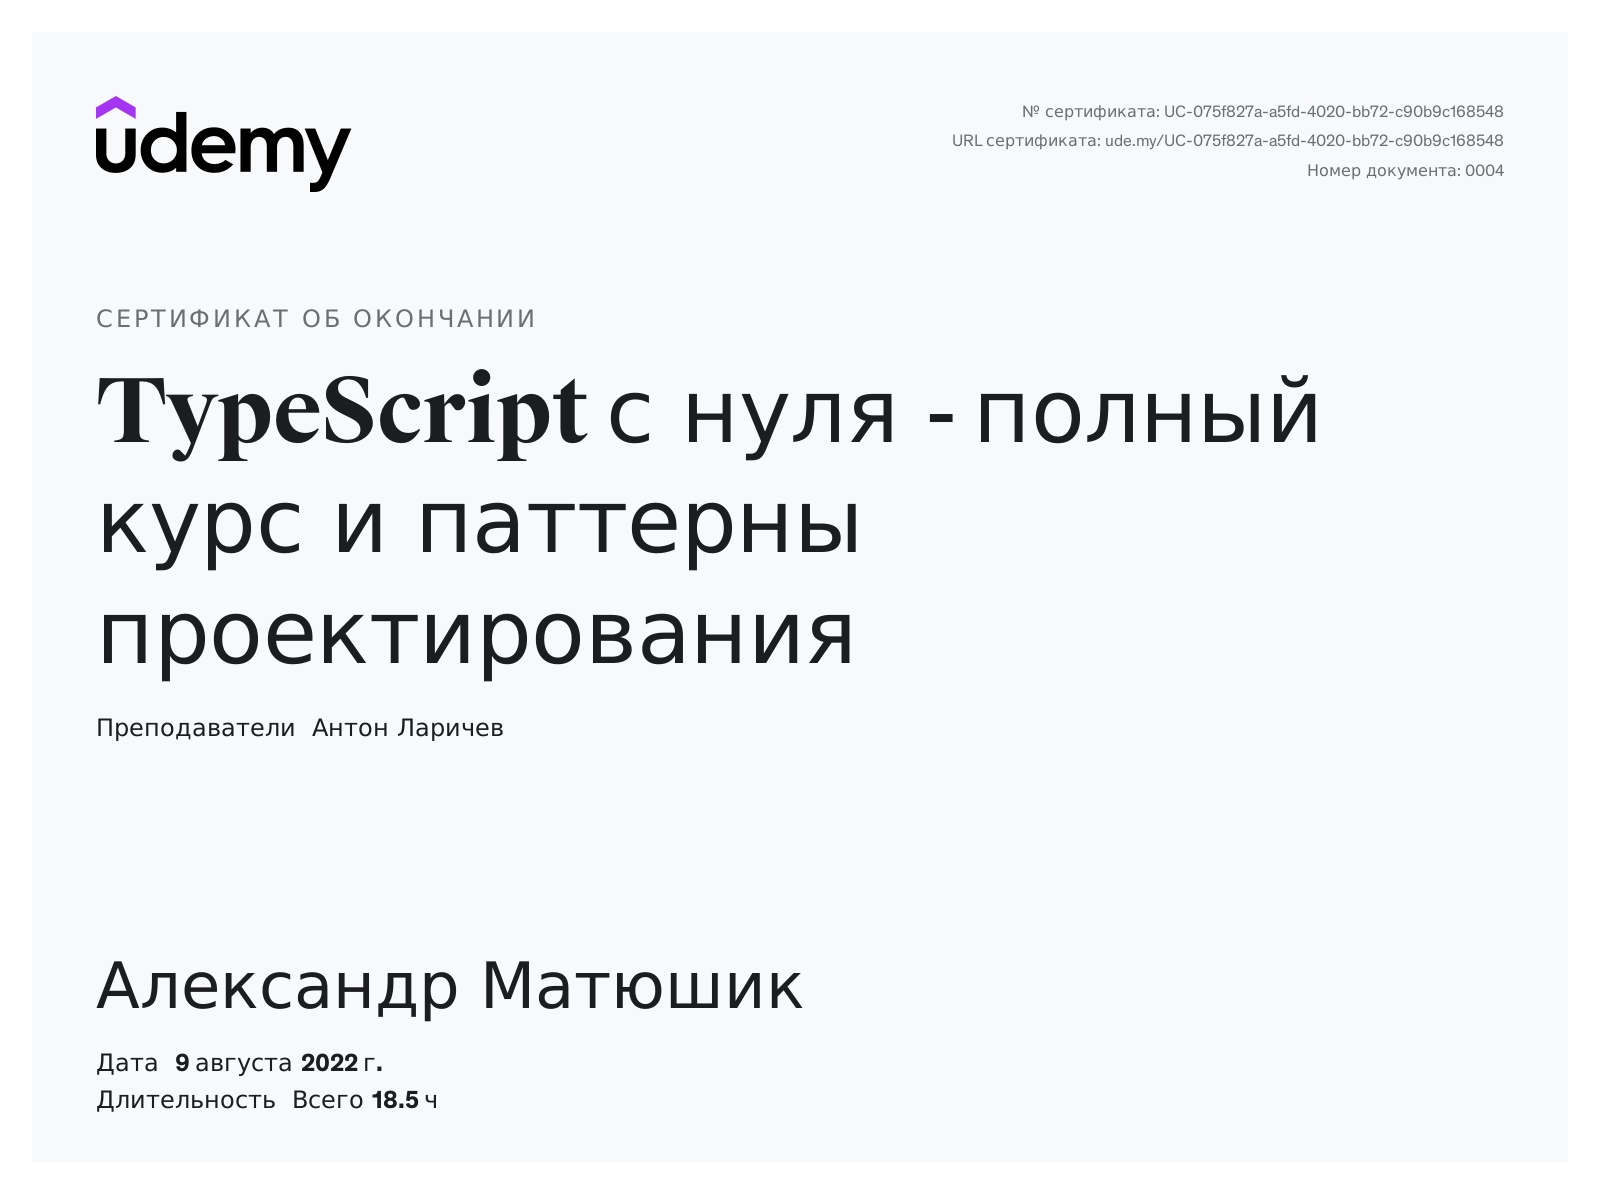 udemy
№ сертификата: UC-075f827a-a5fd-4020-bb72-c90b9c168548
URL сертификата: ude.my/UC-075f827a-a5fd-4020-bb72-c90b9c168548
Номер документа: 0004
СЕРТИФИКАТ ОБ ОКОНЧАНИИ
TypeScript с нуля - полный
курс и паттерны
проектирования
Преподаватели Антон Ларичев
Александр Матюшик
Дата 9 августа 2022 г.
Длительность Всего 18.5 ч